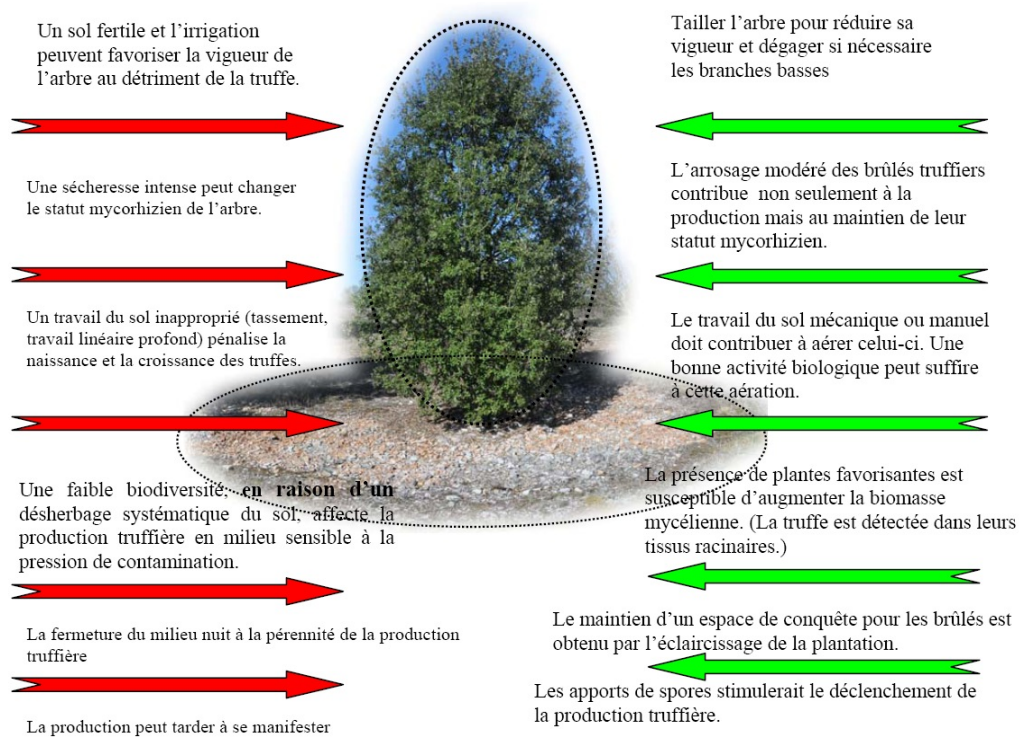 Un sol fertile et l'irrigation
peuvent favoriser la vigueur de
l'arbre au détriment de la truffe.
Une sécheresse intense peut changer
le statut mycorhizien de l'arbre.
Un travail du sol inapproprié (tassement,
travail linéaire profond) pénalise la
naissance et la croissance des truffes.
Une faible biodiversité, en raison d'un
désherbage systématique du sol, affecte la
production truffière en milieu sensible à la
pression de contamination.
La fermeture du milieu nuit à la pérennité de la production
truffière
La production peut tarder à se manifester
Tailler l'arbre pour réduire sa
vigueur et dégager si nécessaire
les branches basses
L'arrosage modéré des brûlés truffiers
contribue non seulement à la
production mais au maintien de leur
statut mycorhizien.
Le travail du sol mécanique ou manuel
doit contribuer à aérer celui-ci. Une
bonne activité biologique peut suffire
à cette aération.
La présence de plantes favorisantes est
susceptible d'augmenter la biomasse
mycélienne. (La truffe est détectée dans leurs
tissus racinaires.)
Le maintien d'un espace de conquête pour les brûlés est
obtenu par l'éclaircissage de la plantation.
Les apports de spores stimulerait le déclenchement de
la production truffière.